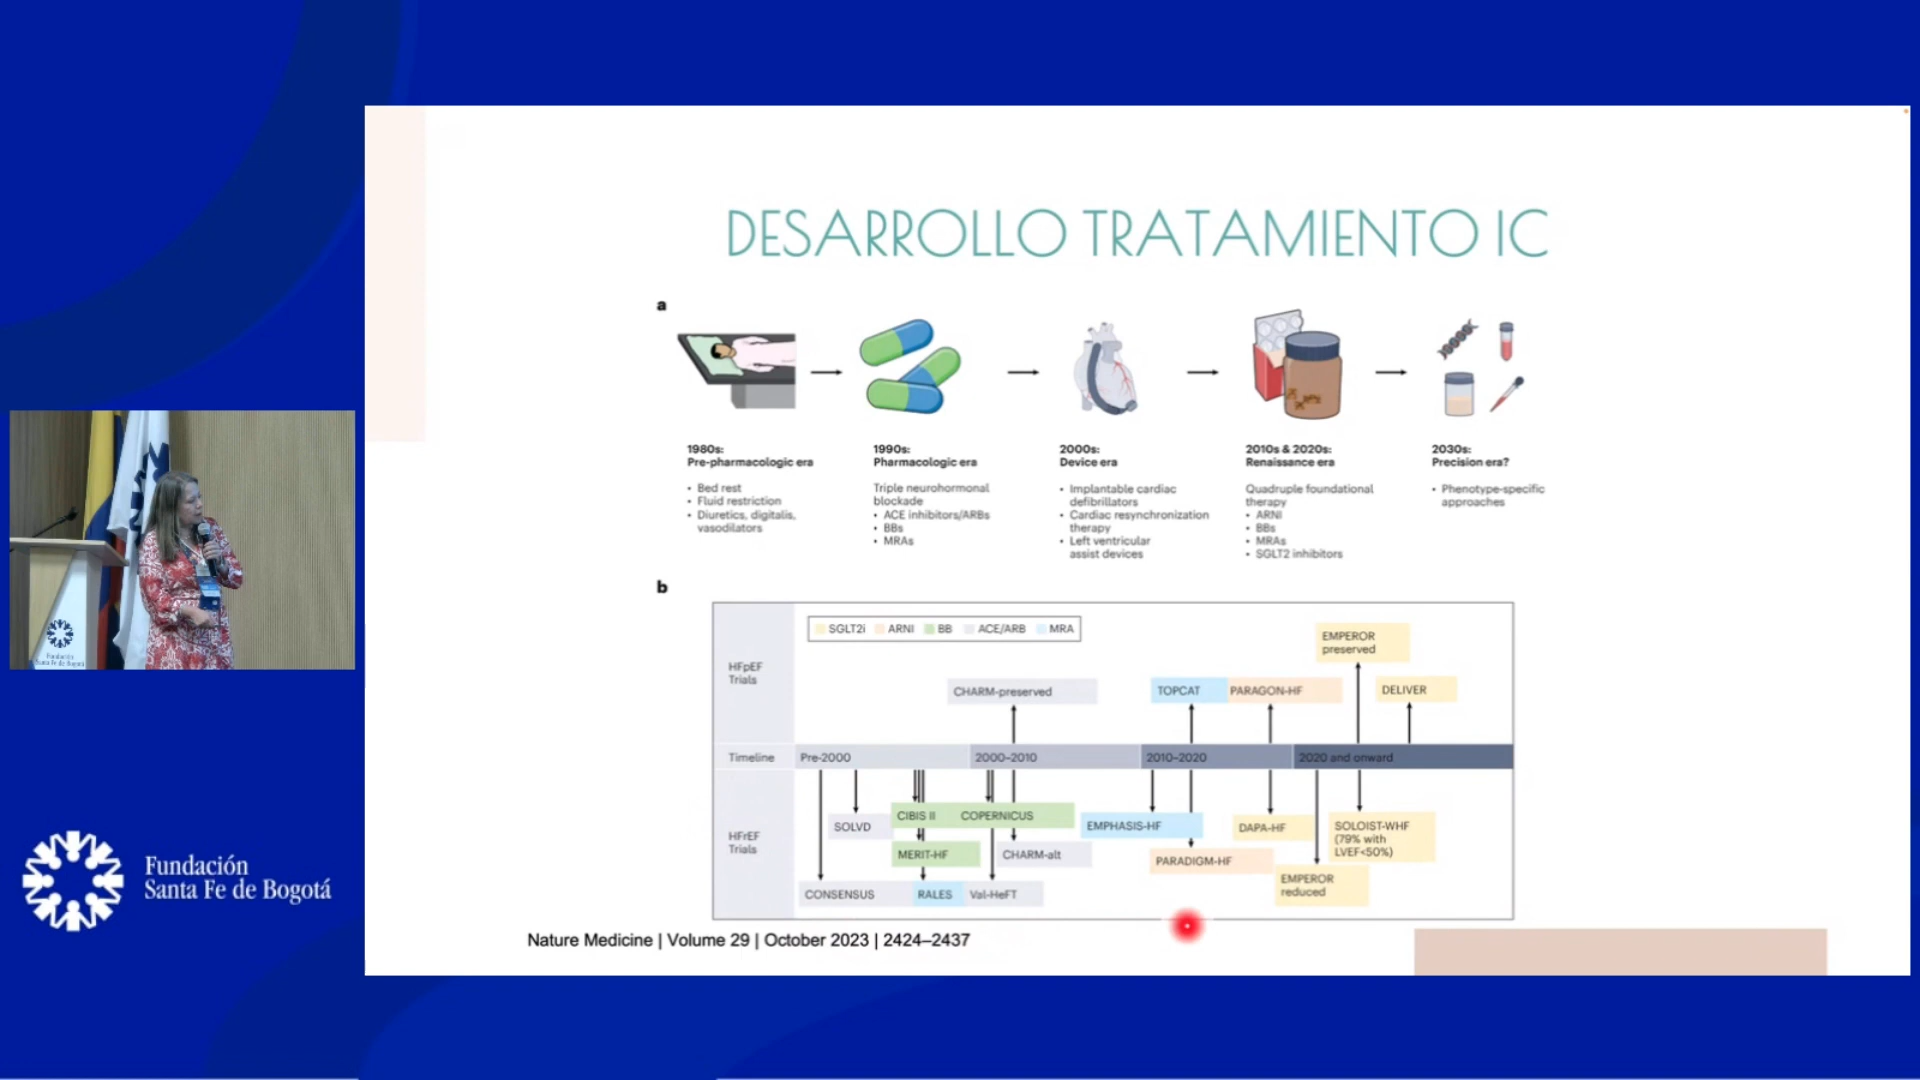 DESARROLLO TRATAMIENTO IC
a
1980s:
Pre-pharmacologic era
• Bed rest
• Fluid restriction
• Diuretics, digitalis,
vasodilators
1990s:
Pharmacologic era
Triple neurohormonal
blockade
• ACE inhibitors/ARBs
• BBs
• MRAs
2000s:
Device era
• Implantable cardiac
defibrillators
• Cardiac resynchronization
therapy
• Left ventricular
assist devices
2010s & 2020s:
Renaissance era
Quadruple foundational
therapy
• ARNI
• BBs
• MRAs
• SGLT2 inhibitors
2030s:
Precision era?
• Phenotype-specific
approaches
b
SGLT2i ARNI BB ACE/ARB MRA
HFpEF
Trials
EMPEROR
preserved
CHARM-preserved
TOPCAT
PARAGON-HF
DELIVER
Timeline
Pre-2000
2000–2010
2010–2020
2020 and onward
HFrEF
Trials
SOLVD
CIBIS II
COPERNICUS
EMPHASIS-HF
DAPA-HF
SOLOIST-WHF
(79% with
LVEF<50%)
MERIT-HF
CHARM-alt
PARADIGM-HF
EMPEROR
reduced
CONSENSUS
RALES
Val-HeFT
Nature Medicine | Volume 29 | October 2023 | 2424–2437
Fundación
Santa Fe de Bogotá
Fundación
Santa Fe de Bogotá